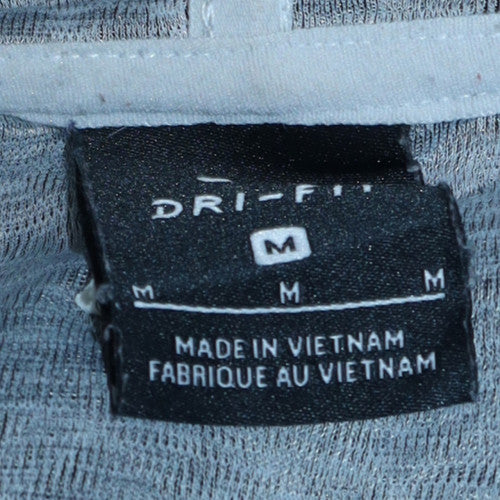 DRI-FIT
M
M M M
MADE IN VIETNAM
FABRIQUE AU VIETNAM